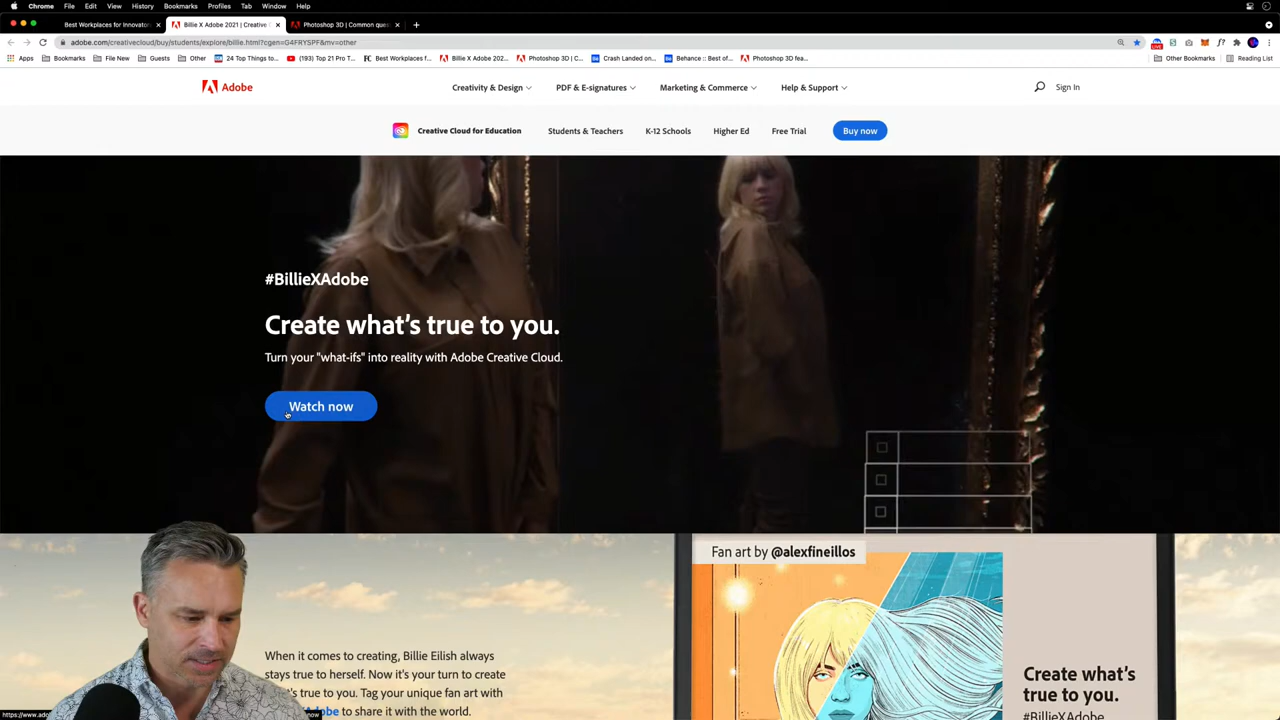 Chrome File Edit View History Bookmarks Profiles Tab Window Help
Best Workplaces for Innovator
Billie X Adobe 2021 | Creative C
Photoshop 3D | Common ques
adobe.com/creativecloud/buy/students/explore/billie.html?cgen=G4FRYSPF&mv=other
Apps Bookmarks File New Guests Other 24 Top Things to... (193) Top 21 Pro T... Best Workplaces f... Billie X Adobe 202... Photoshop 3D | C... Crash Landed on... Behance :: Best of... Photoshop 3D fea... Other Bookmarks Reading List
Adobe Creativity & Design PDF & E-signatures Marketing & Commerce Help & Support Sign In
Creative Cloud for Education Students & Teachers K-12 Schools Higher Ed Free Trial Buy now
#BillieXAdobe
Create what's true to you.
Turn your "what-ifs" into reality with Adobe Creative Cloud.
Watch now
Fan art by @alexfineillos
When it comes to creating, Billie Eilish always
stays true to herself. Now it's your turn to create
's true to you. Tag your unique fan art with
dobe to share it with the world.
Create what's
true to you.
#BILLIEXADOBE
https://www.ado